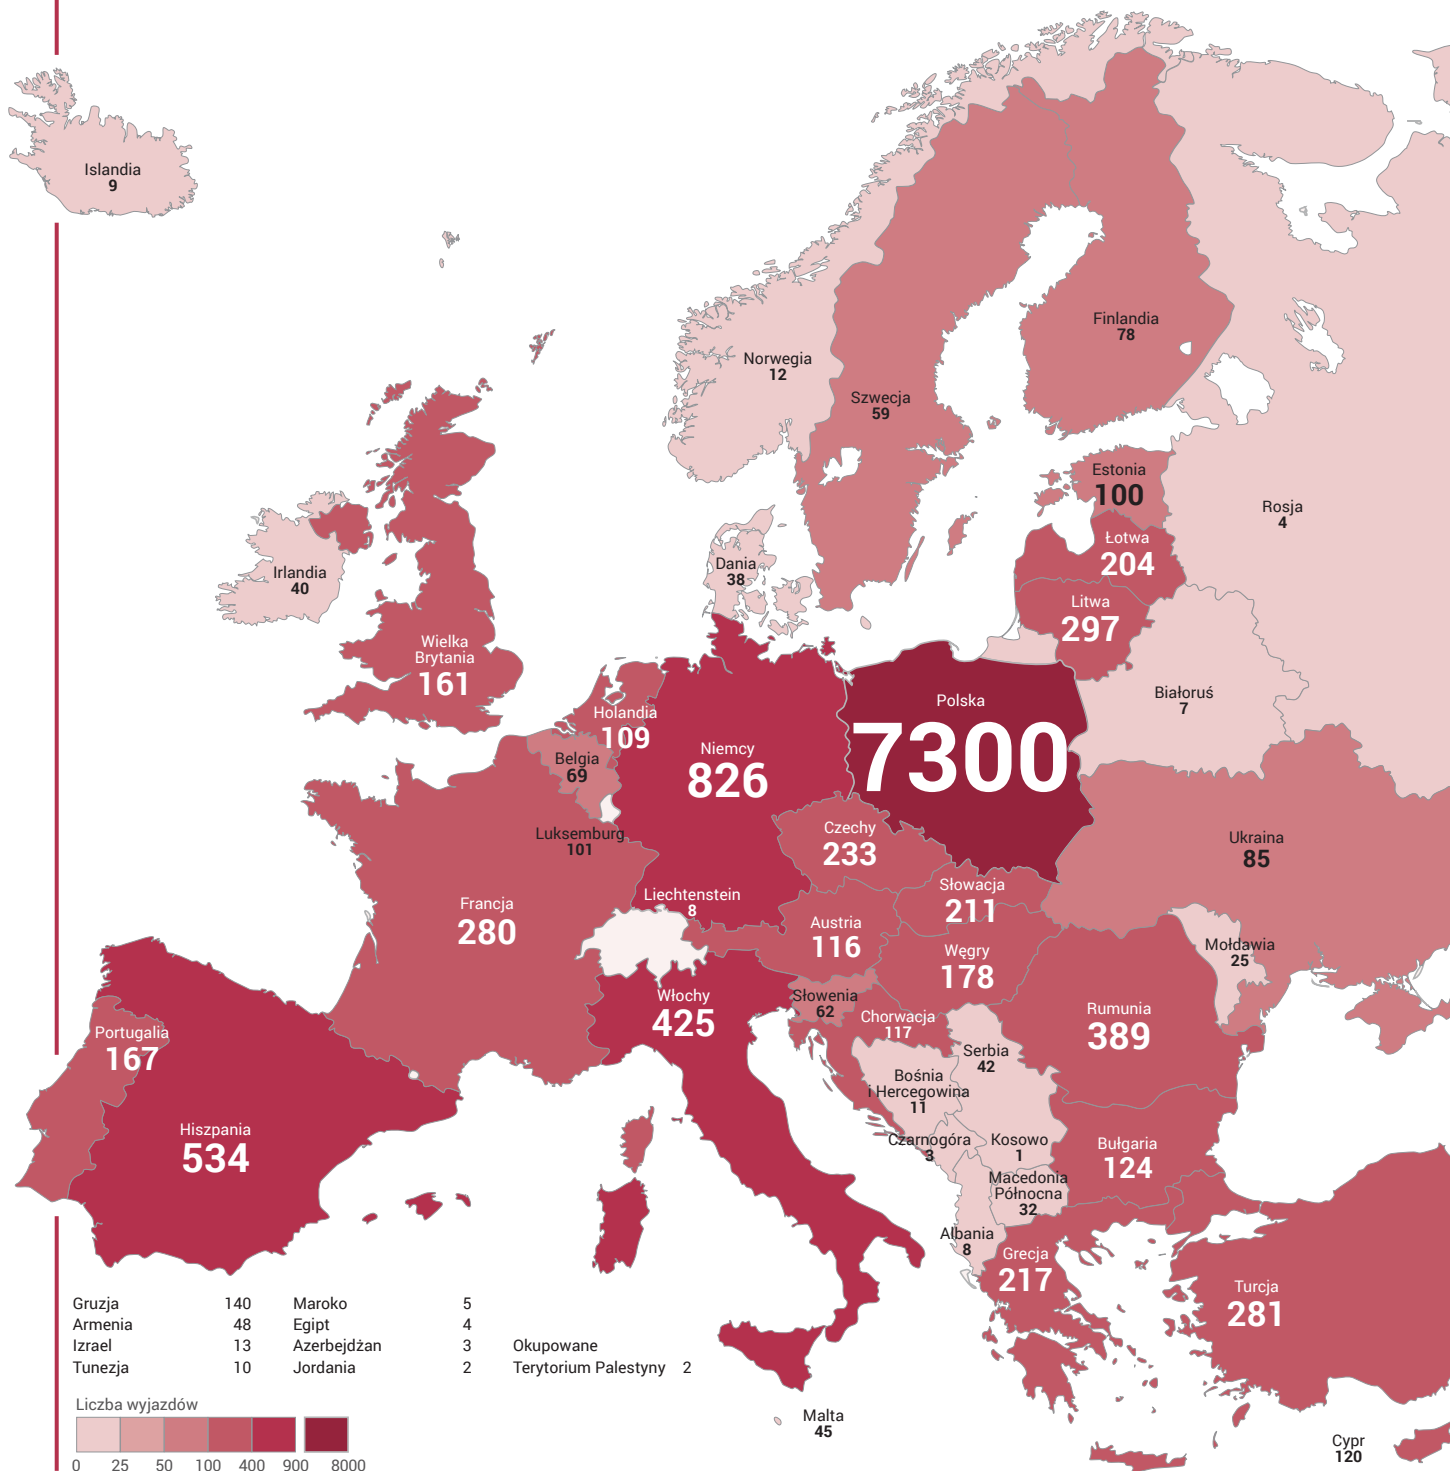 Islandia
9
Norwegia
12
Szwecja
59
Finlandia
78
Estonia
100
Łotwa
204
Litwa
297
Rosja
4
Białoruś
7
Dania
38
Irlandia
40
Wielka
Brytania
161
Holandia
109
Belgia
69
Luksemburg
101
Niemcy
826
Polska
7300
Czechy
233
Słowacja
211
Ukraina
85
Liechtenstein
8
Francja
280
Austria
116
Węgry
178
Mołdawia
25
Rumunia
389
Włochy
425
Słowenia
62
Chorwacja
117
Serbia
42
Bośnia
i Hercegowina
11
Czarnogóra
3
Kosowo
1
Macedonia
Północna
32
Albania
8
Bułgaria
124
Grecja
217
Turcja
281
Portugalia
167
Hiszpania
534
Malta
45
Cypr
120
Gruzja 140
Armenia 48
Izrael 13
Tunezja 10
Maroko 5
Egipt 4
Azerbejdżan 3
Jordania 2
Okupowane
Terytorium Palestyny 2
Liczba wyjazdów
0 25 50 100 400 900 8000